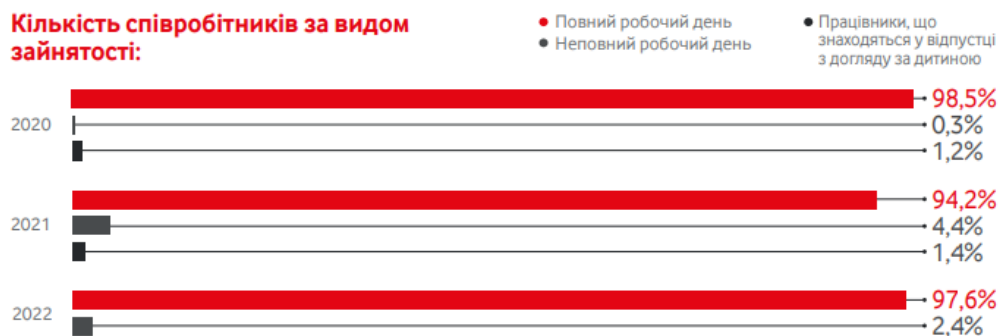 Кількість співробітників за видом
зайнятості:
• Повний робочий день
• Неповний робочий день
• Працівники, що
знаходяться у відпустці
з догляду за дитиною
2020
98,5%
0,3%
1,2%
2021
94,2%
4,4%
1,4%
2022
97,6%
2,4%